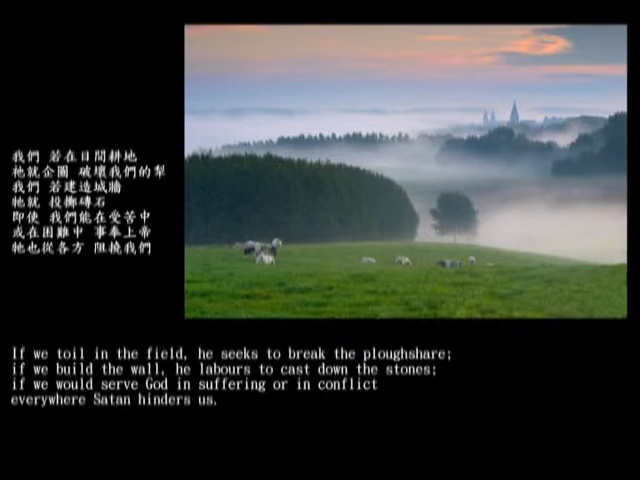 我們 若在日間耕地
牠就企圖 破壞我們的犁
我們 若建造城牆
牠就 投擲磚石
即使 我們能在受苦中
或在困難中 事奉上帝
牠也從各方 阻撓我們
If we toil in the field, he seeks to break the ploughshare;
if we build the wall, he labours to cast down the stones;
if we would serve God in suffering or in conflict
everywhere Satan hinders us.